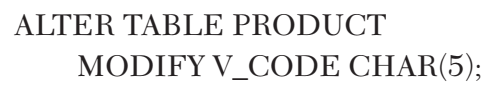 ALTER TABLE PRODUCT
MODIFY V_CODE CHAR(5);